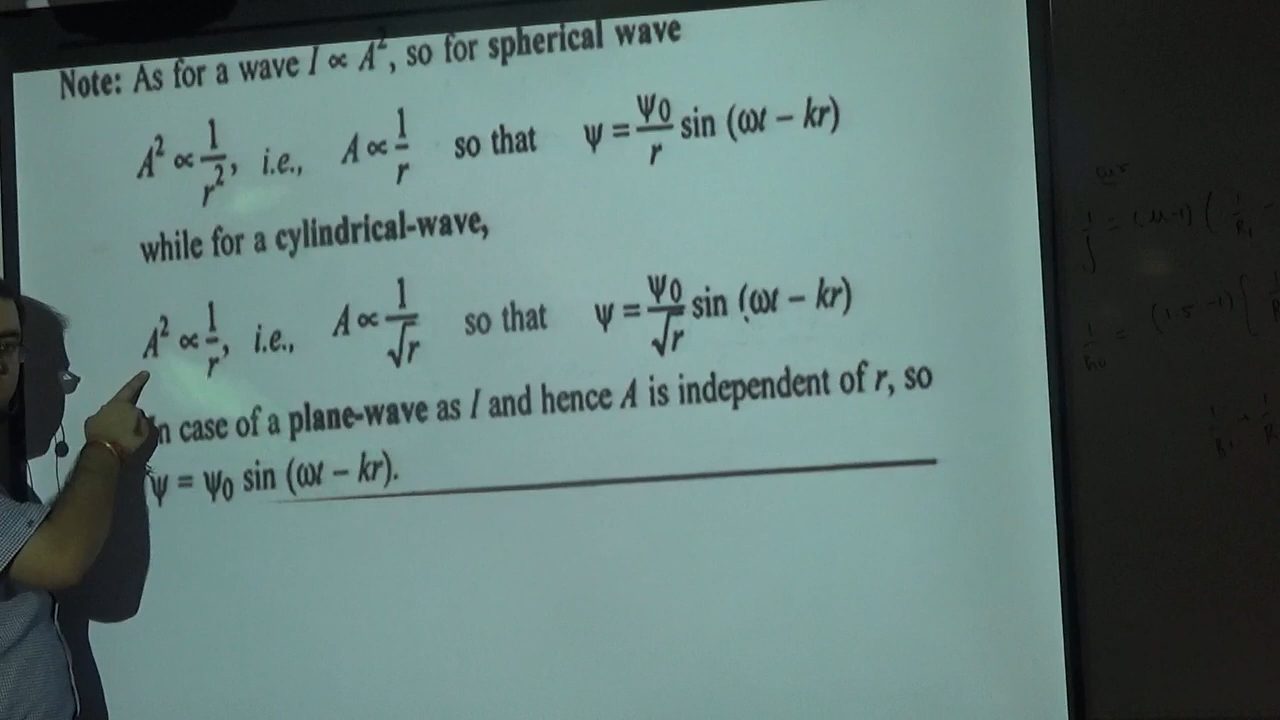 Note: As for a wave I ∝ A², so for spherical wave
A² ∝ 1/r², i.e., A ∝ 1/r so that ψ = ψ₀/r sin (ωt – kr)
while for a cylindrical-wave,
A² ∝ 1/r, i.e., A ∝ 1/√r so that ψ = ψ₀/√r sin (ωt – kr)
n case of a plane-wave as I and hence A is independent of r, so
ψ = ψ₀ sin (ωt – kr).